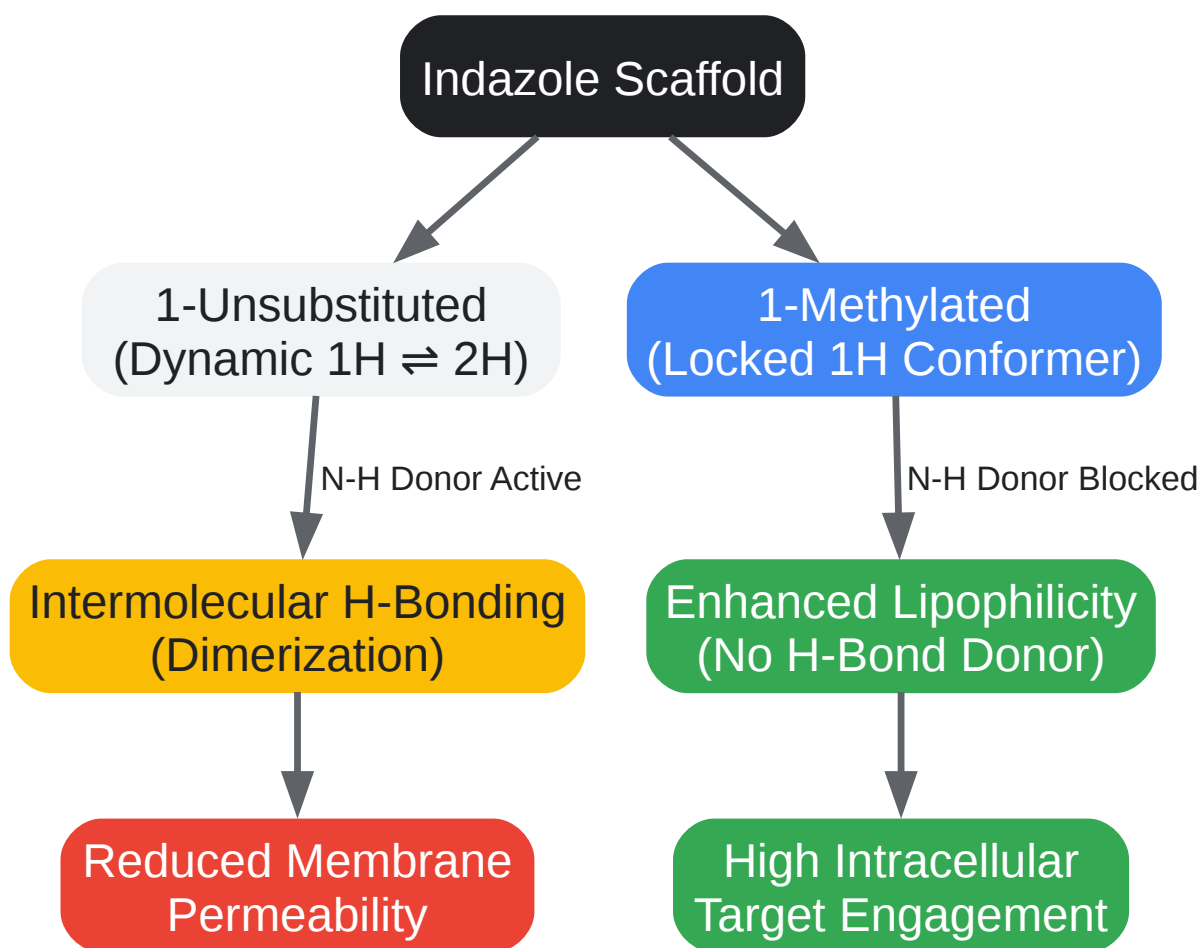 Indazole Scaffold
1-Unsubstituted
(Dynamic 1H ⇌ 2H)
1-Methylated
(Locked 1H Conformer)
N-H Donor Active
N-H Donor Blocked
Intermolecular H-Bonding
(Dimerization)
Enhanced Lipophilicity
(No H-Bond Donor)
Reduced Membrane
Permeability
High Intracellular
Target Engagement